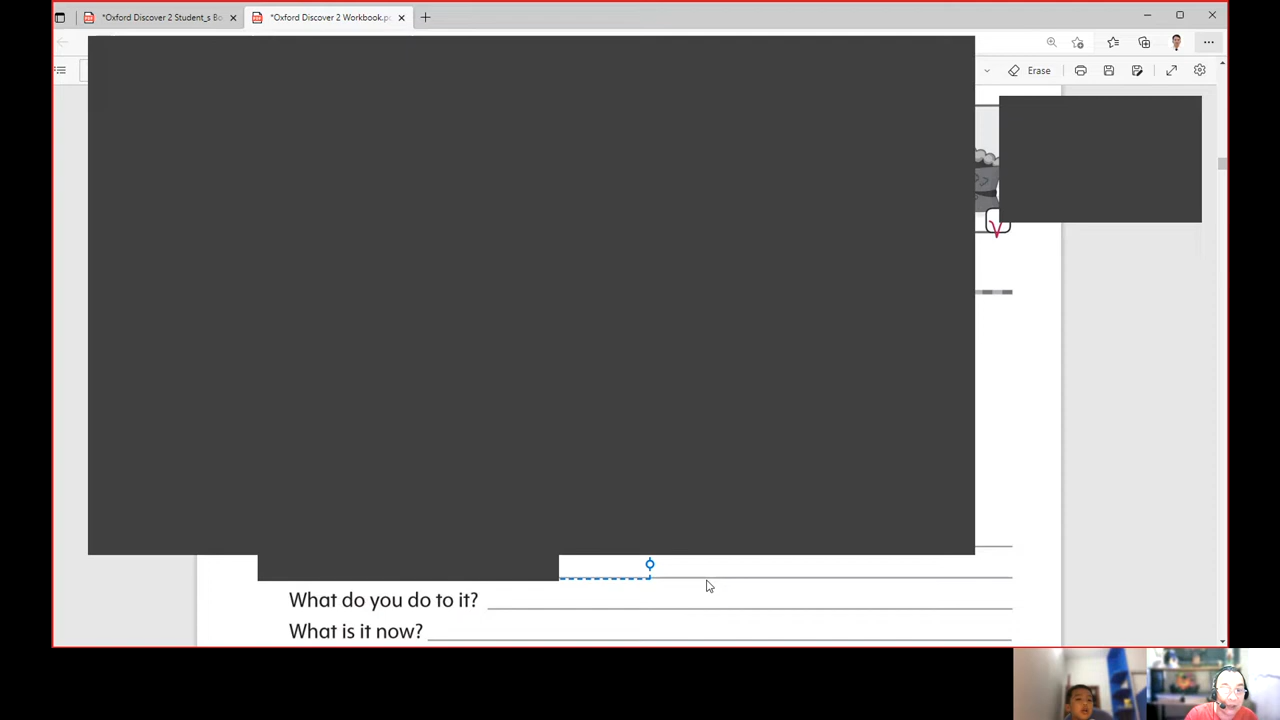 *Oxford Discover 2 Student_s Bo
*Oxford Discover 2 Workbook.p
Erase
V
What do you do to it?
What is it now?